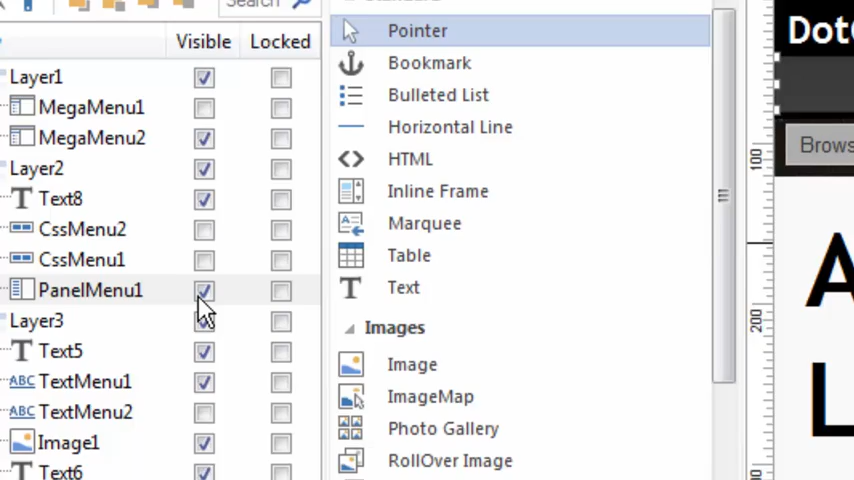 Search
Visible Locked
Layer1
MegaMenu1
MegaMenu2
Layer2
Text8
CssMenu2
CssMenu1
PanelMenu1
Layer3
Text5
TextMenu1
TextMenu2
Image1
Text6
Pointer
Bookmark
Bulleted List
Horizontal Line
HTML
Inline Frame
Marquee
Table
Text
Images
Image
ImageMap
Photo Gallery
RollOver Image
100
200
Brows
L